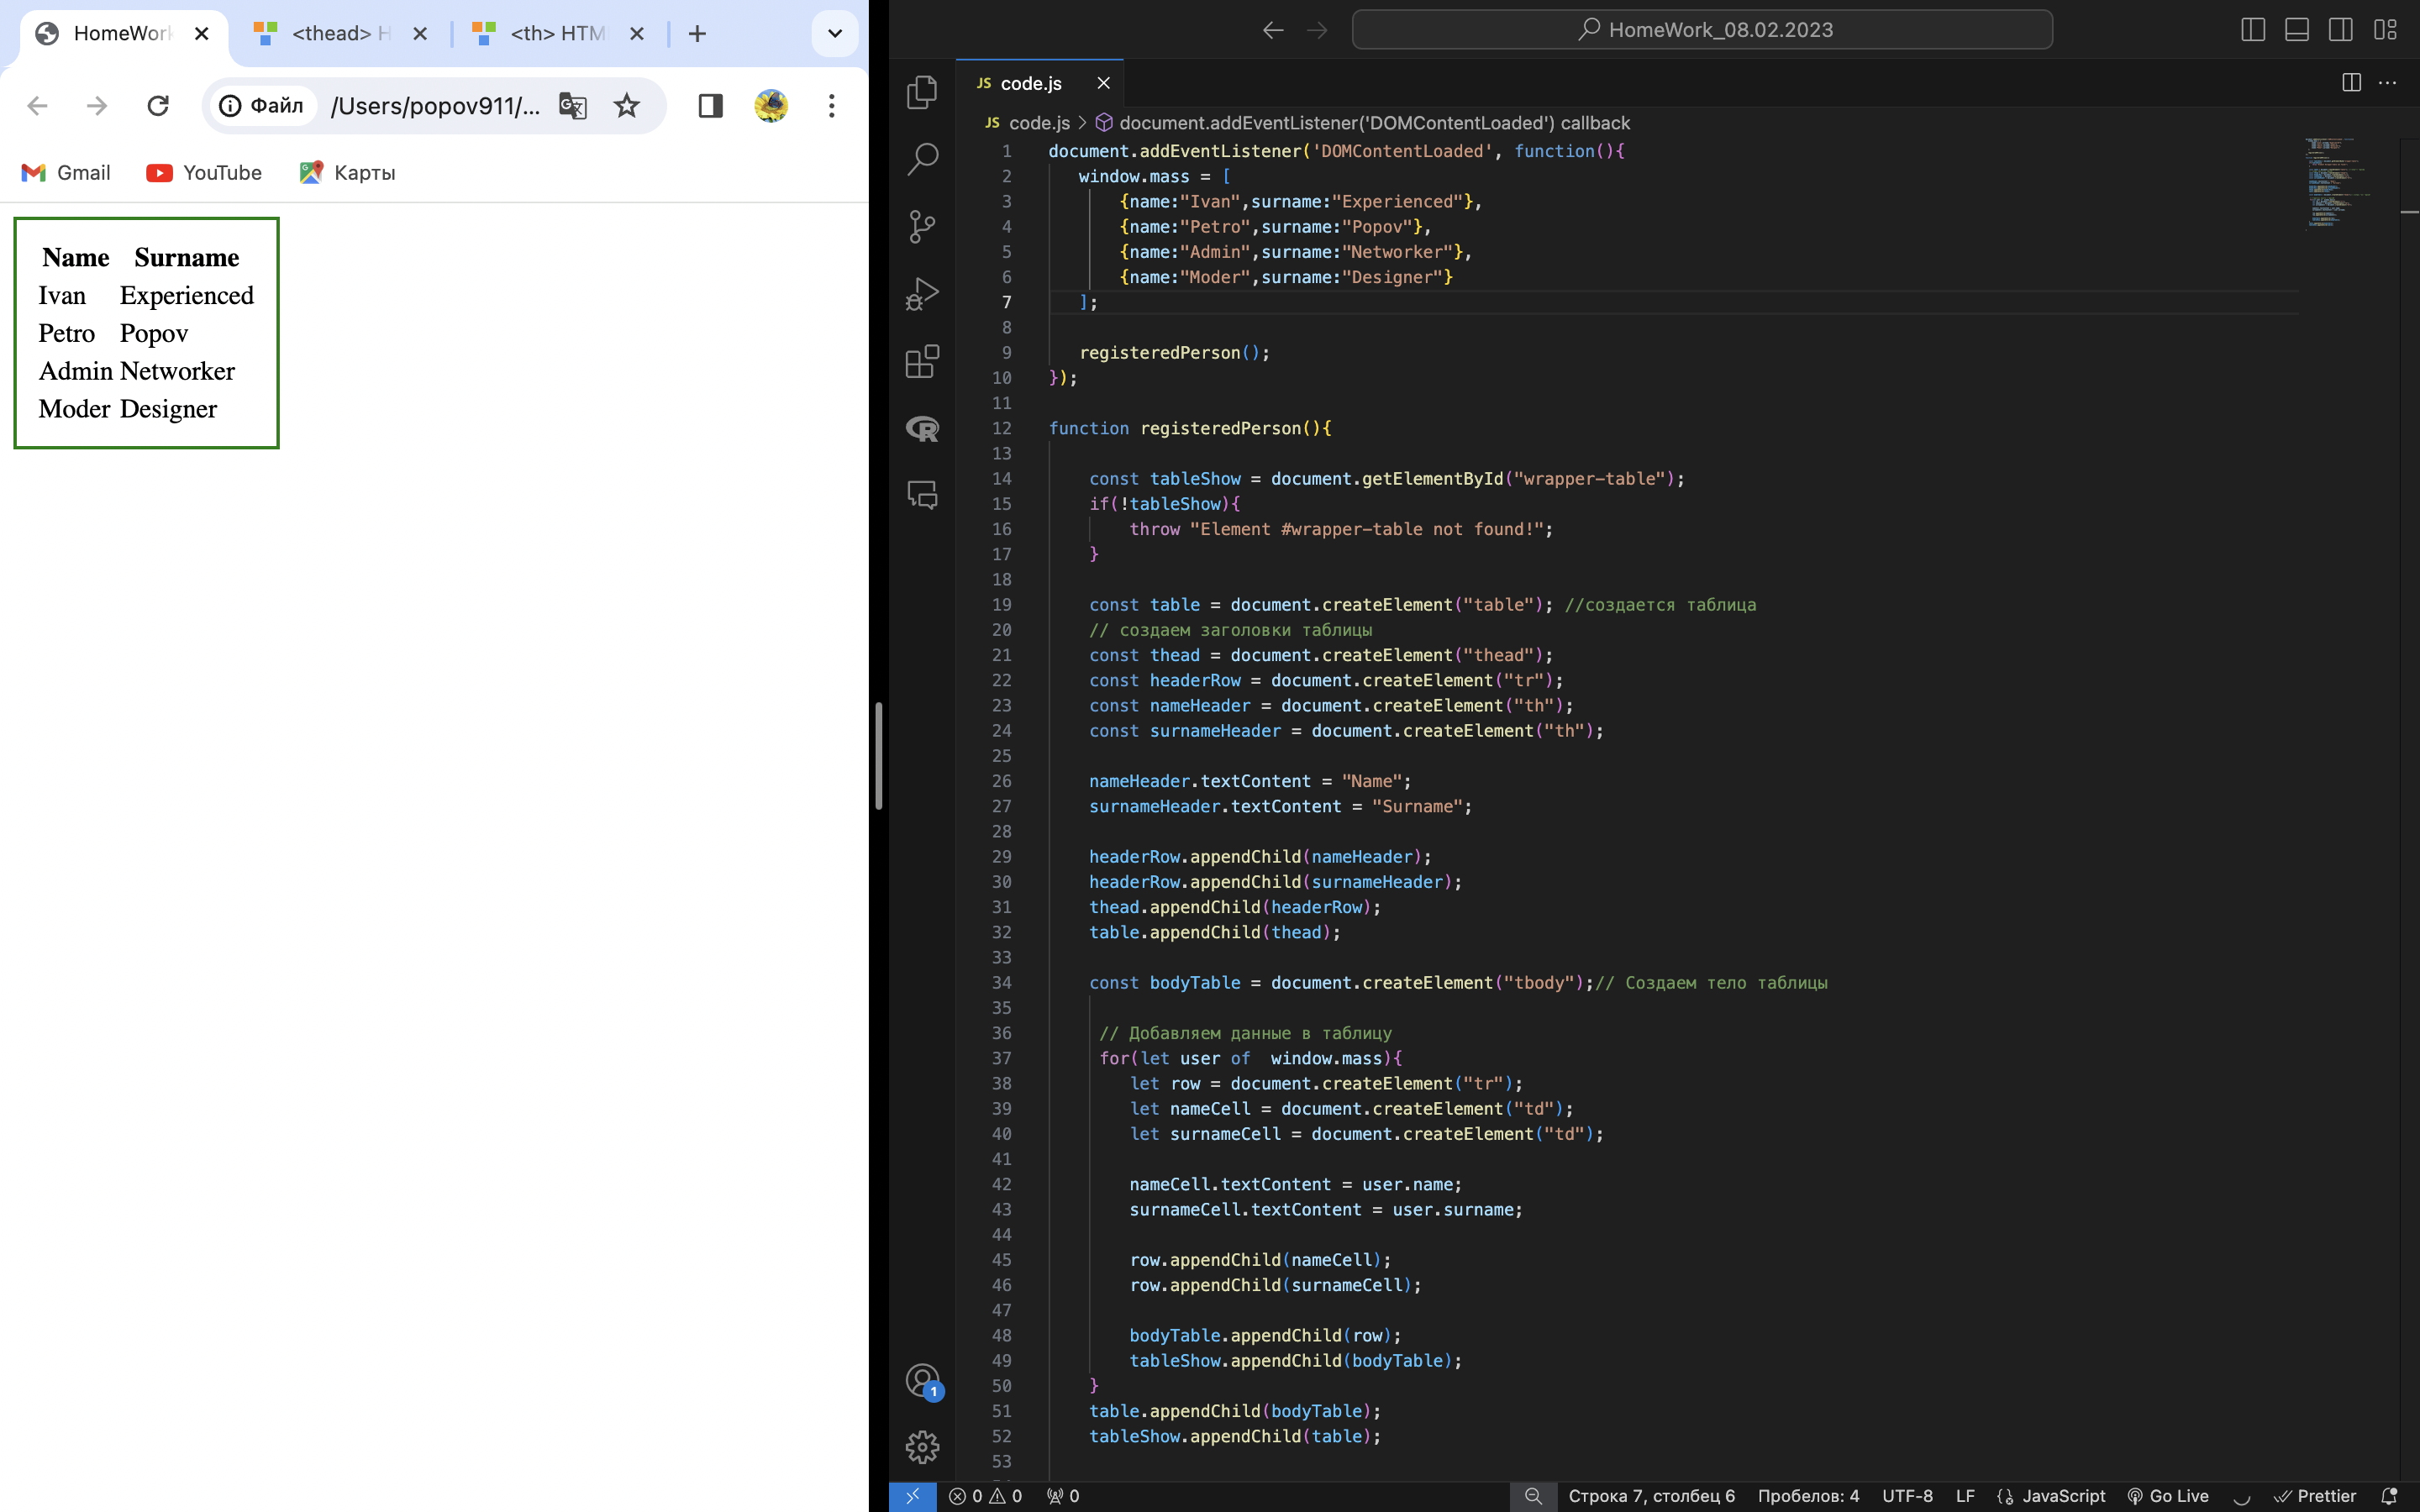 HomeWork
<thead> H
<th> HTM
Файл
/Users/popov911/...
Gmail
YouTube
Карты
Name Surname
Ivan Experienced
Petro Popov
Admin Networker
Moder Designer
HomeWork_08.02.2023
JS code.js
JS code.js > document.addEventListener('DOMContentLoaded') callback
1 document.addEventListener('DOMContentLoaded', function(){
2 window.mass = [
3 {name:"Ivan",surname:"Experienced"},
4 {name:"Petro",surname:"Popov"},
5 {name:"Admin",surname:"Networker"},
6 {name:"Moder",surname:"Designer"}
7 ];
8
9 registeredPerson();
10 });
11
12 function registeredPerson(){
13
14 const tableShow = document.getElementById("wrapper-table");
15 if(!tableShow){
16 throw "Element #wrapper-table not found!";
17 }
18
19 const table = document.createElement("table"); //создается таблица
20 // создаем заголовки таблицы
21 const thead = document.createElement("thead");
22 const headerRow = document.createElement("tr");
23 const nameHeader = document.createElement("th");
24 const surnameHeader = document.createElement("th");
25
26 nameHeader.textContent = "Name";
27 surnameHeader.textContent = "Surname";
28
29 headerRow.appendChild(nameHeader);
30 headerRow.appendChild(surnameHeader);
31 thead.appendChild(headerRow);
32 table.appendChild(thead);
33
34 const bodyTable = document.createElement("tbody");// Создаем тело таблицы
35
36 // Добавляем данные в таблицу
37 for(let user of  window.mass){
38 let row = document.createElement("tr");
39 let nameCell = document.createElement("td");
40 let surnameCell = document.createElement("td");
41
42 nameCell.textContent = user.name;
43 surnameCell.textContent = user.surname;
44
45 row.appendChild(nameCell);
46 row.appendChild(surnameCell);
47
48 bodyTable.appendChild(row);
49 tableShow.appendChild(bodyTable);
50 }
51 table.appendChild(bodyTable);
52 tableShow.appendChild(table);
53
1
0 0 0 Строка 7, столбец 6 Пробелов: 4 UTF-8 LF JavaScript Go Live Prettier